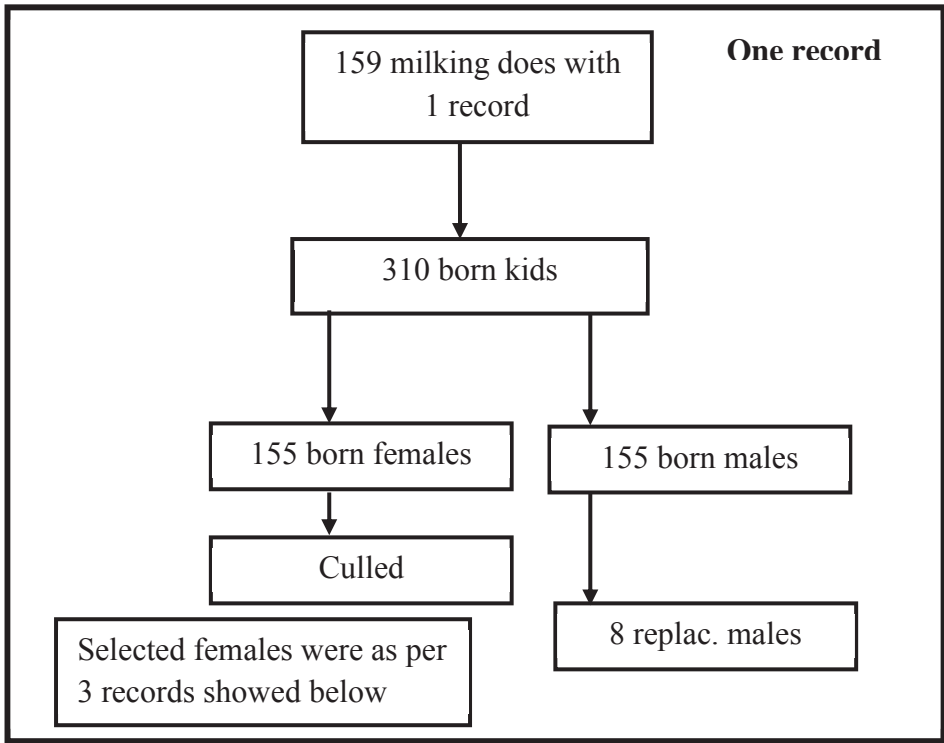 One record
159 milking does with
1 record
310 born kids
155 born females
155 born males
Culled
8 replac. males
Selected females were as per
3 records showed below